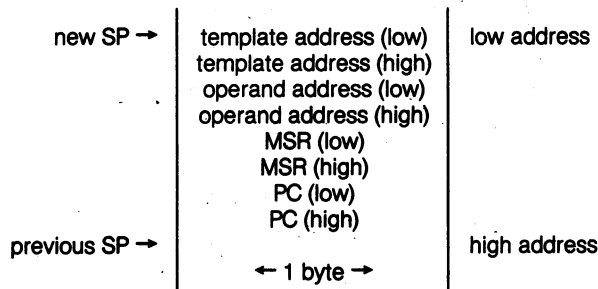 new SP → template address (low) low address
template address (high)
operand address (low)
operand address (high)
MSR (low)
MSR (high)
PC (low)
PC (high)
previous SP → high address
← 1 byte →